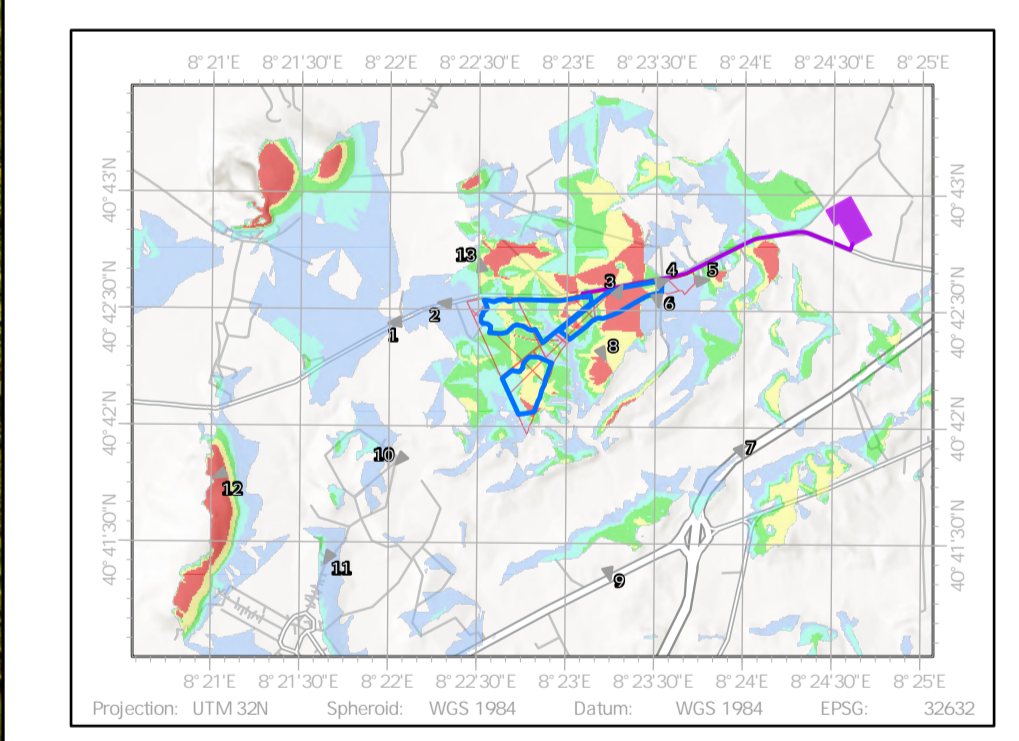 8° 21'E 8° 21'30"E 8° 22'E 8° 22'30"E 8° 23'E 8° 23'30"E 8° 24'E 8° 24'30"E 8° 25'E
40° 43'N 40° 43'N
13 4 5
3
40° 42'30"N 6 40° 42'30"N
2
1 8
40° 42'N 40° 42'N
10 7
12
40° 41'30"N 40° 41'30"N
11 9
8° 21'E 8° 21'30"E 8° 22'E 8° 22'30"E 8° 23'E 8° 23'30"E 8° 24'E 8° 24'30"E 8° 25'E
Projection: UTM 32N Spheroid: WGS 1984 Datum: WGS 1984 EPSG: 32632